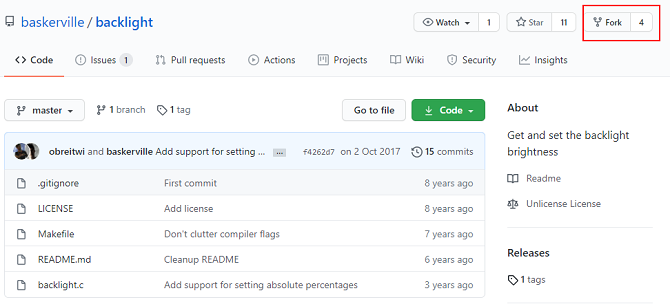 baskerville / backlight
Watch 1 Star 11 Fork 4
Code Issues 1 Pull requests Actions Projects Wiki Security Insights
master 1 branch 1 tag Go to file Code
obreitwi and baskerville Add support for setting ... ... f4262d7 on 2 Oct 2017 15 commits
.gitignore First commit 8 years ago
LICENSE Add license 8 years ago
Makefile Don't clutter compiler flags 7 years ago
README.md Cleanup README 6 years ago
backlight.c Add support for setting absolute percentages 3 years ago
About
Get and set the backlight
brightness
Readme
Unlicense License
Releases
1 tags